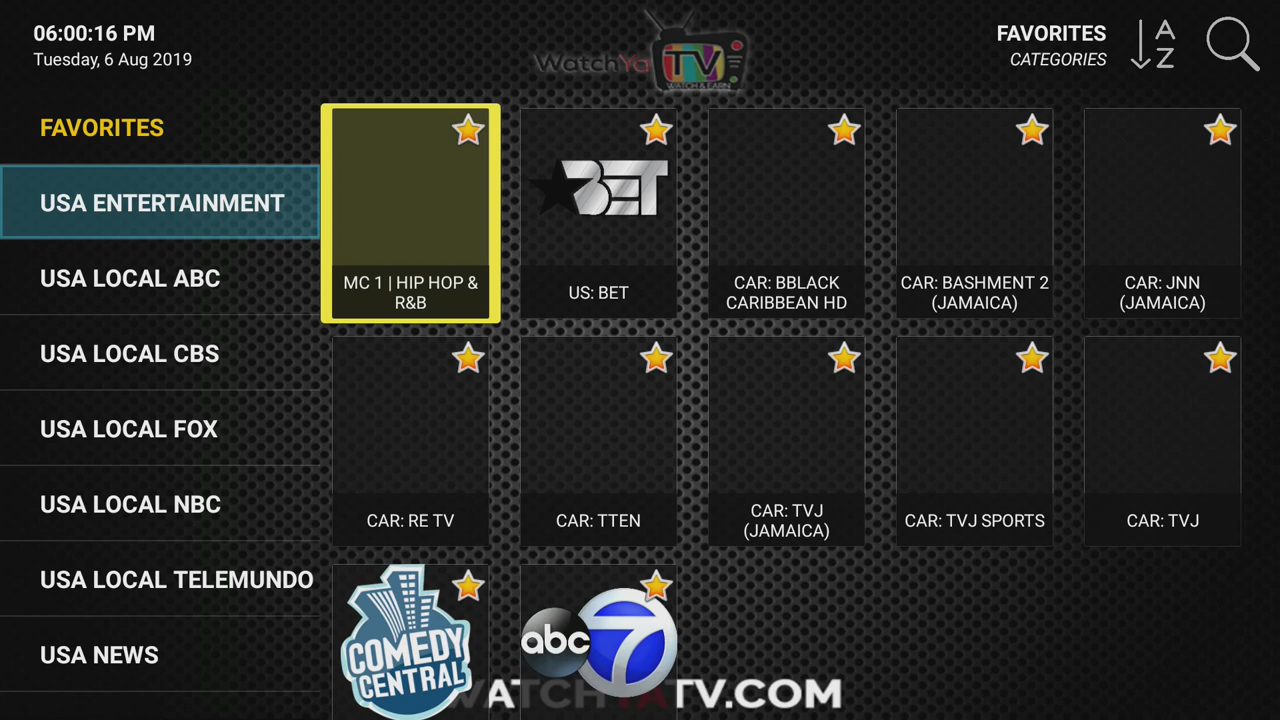 06:00:16 PM
Tuesday, 6 Aug 2019
WatchYaTV
WATCH & EARN
FAVORITES
CATEGORIES
A
Z
FAVORITES
USA ENTERTAINMENT
USA LOCAL ABC
USA LOCAL CBS
USA LOCAL FOX
USA LOCAL NBC
USA LOCAL TELEMUNDO
USA NEWS
MC 1 | HIP HOP &
R&B
BET
US: BET
CAR: BBLACK
CARIBBEAN HD
CAR: BASHMENT 2
(JAMAICA)
CAR: JNN
(JAMAICA)
CAR: RE TV
CAR: TTEN
CAR: TVJ
(JAMAICA)
CAR: TVJ SPORTS
CAR: TVJ
COMEDY
CENTRAL
abc 7
WATCHYATV.COM